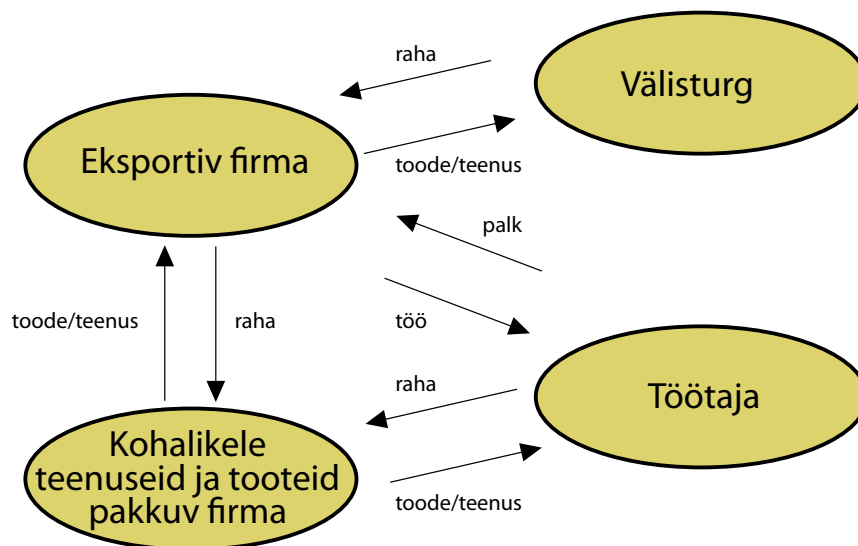 raha
Välisturg
Eksportiv firma
toode/teenus
palk
toode/teenus
raha
töö
raha
Töötaja
Kohalikele
teenuseid ja tooteid
pakkuv firma
toode/teenus